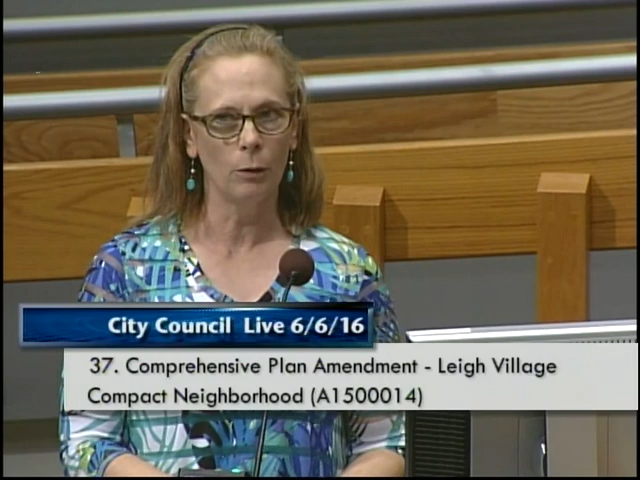 City Council Live 6/6/16
37. Comprehensive Plan Amendment - Leigh Village
Compact Neighborhood (A1500014)